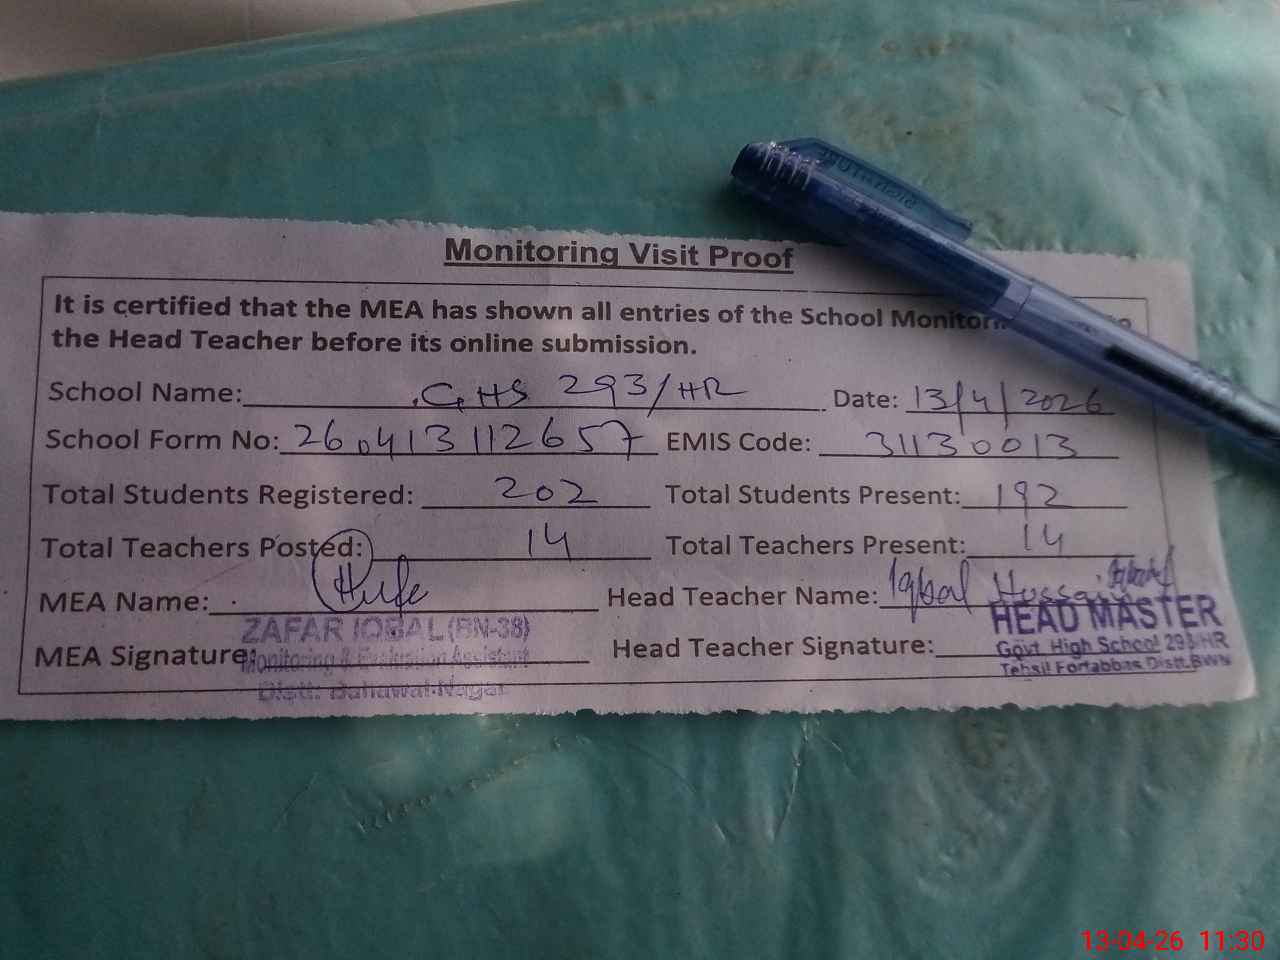 Monitoring Visit Proof
It is certified that the MEA has shown all entries of the School
the Head Teacher before its online submission.
School Name: GHS 293/HR Date: 13/4/2026
School Form No: 260413112657 EMIS Code: 31130013
Total Students Registered: 202 Total Students Present: 192
Total Teachers Posted: 14 Total Teachers Present: 14
MEA Name: Head Teacher Name: Iqbal Hussain
ZAFAR IQBAL (BN-38) HEAD MASTER
MEA Signature: Monitoring & Evaluation Assistant Head Teacher Signature: Govt High School 293/HR
Distt: Bahawal Nagar Tehsil Fortabbas Distt.BWN
13-04-26 11:30